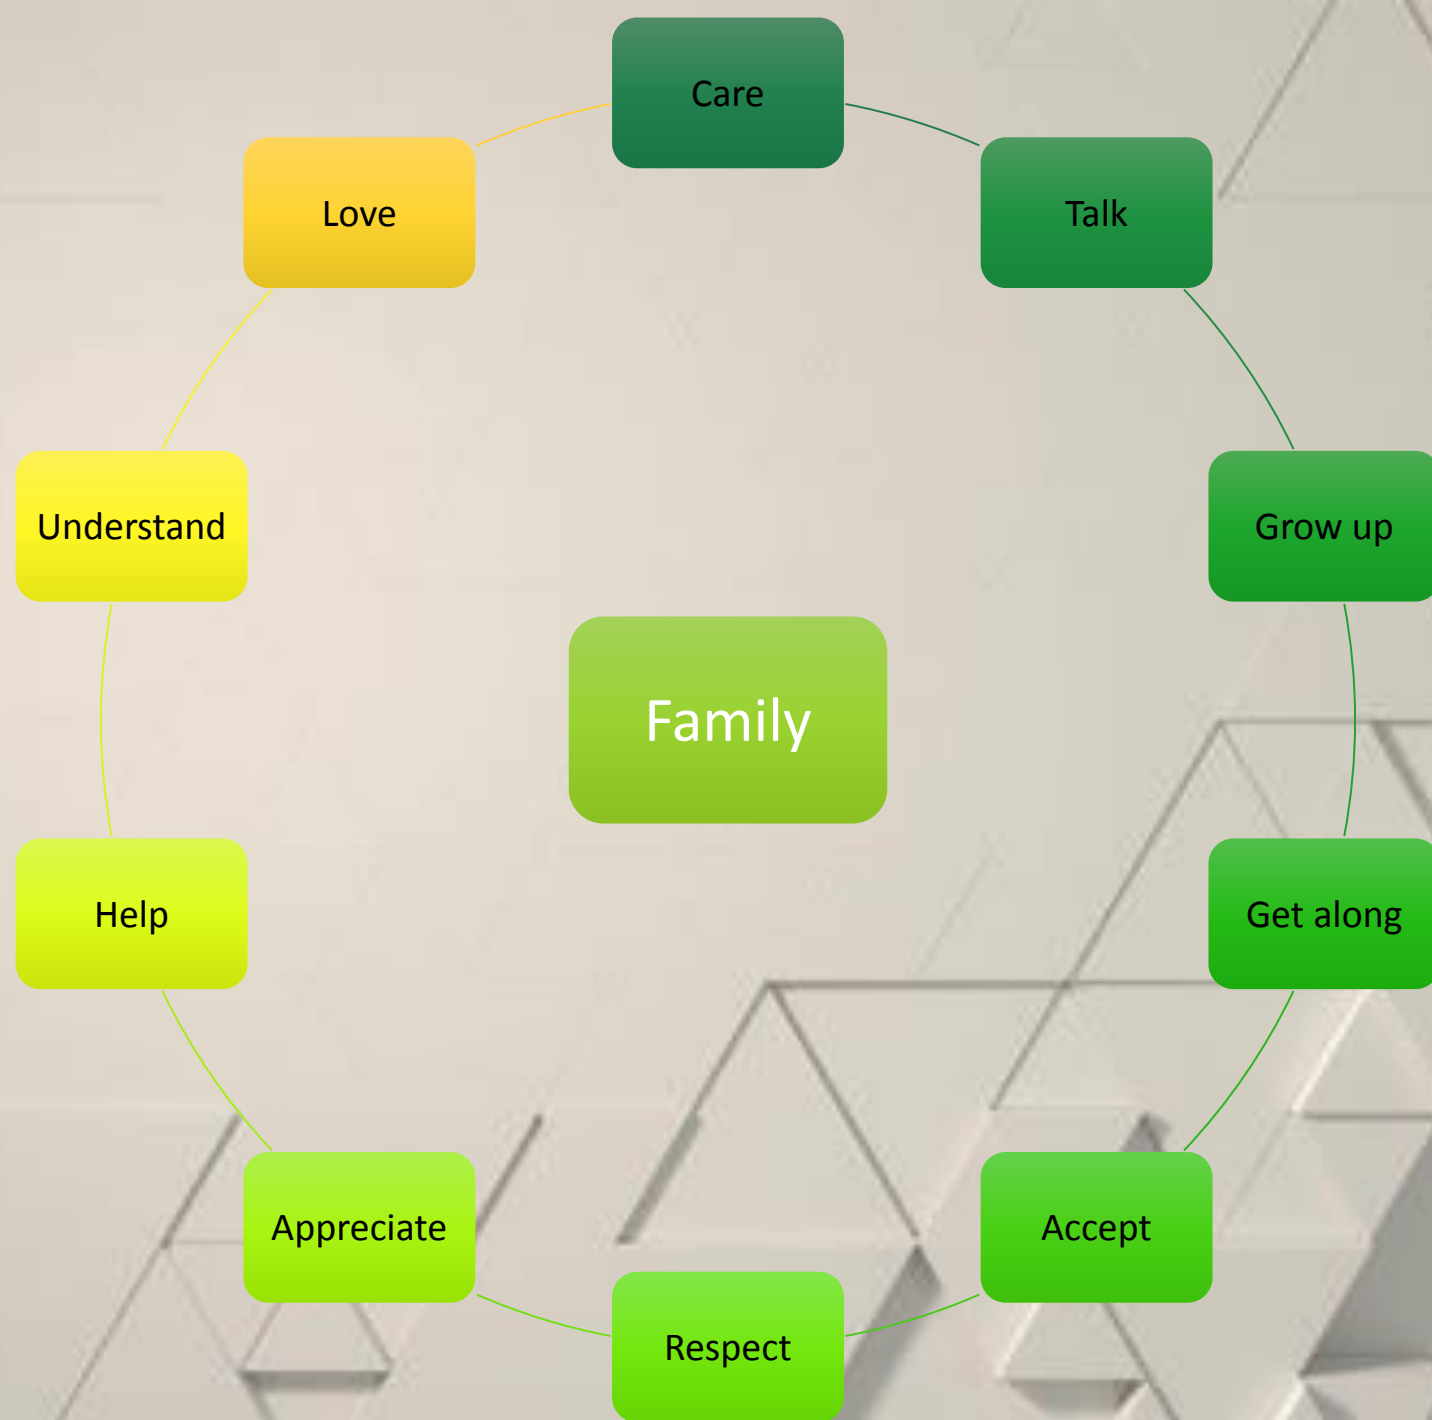 Care
Talk
Grow up
Get along
Accept
Respect
Appreciate
Help
Understand
Love
Family